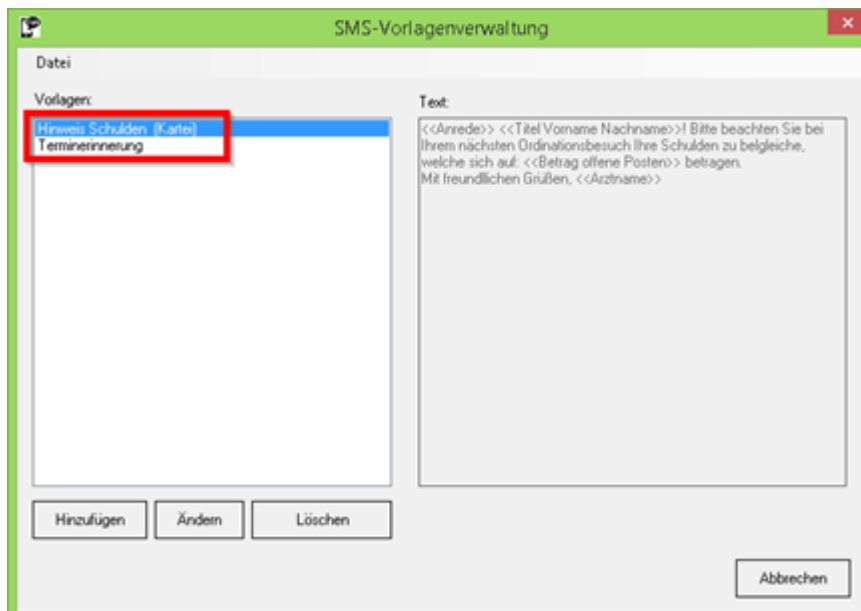 SMS-Vorlagenverwaltung
Datei
Vorlagen:
Hinweis Schulden (Kartei)
Terminerinnerung
Text:
<<Anrede>> <<Titel Vorname Nachname>>! Bitte beachten Sie bei
Ihrem nächsten Ordinationsbesuch Ihre Schulden zu belgleiche,
welche sich auf: <<Betrag offene Posten>> betragen.
Mit freundlichen Grüßen, <<Arztname>>
Hinzufügen
Ändern
Löschen
Abbrechen